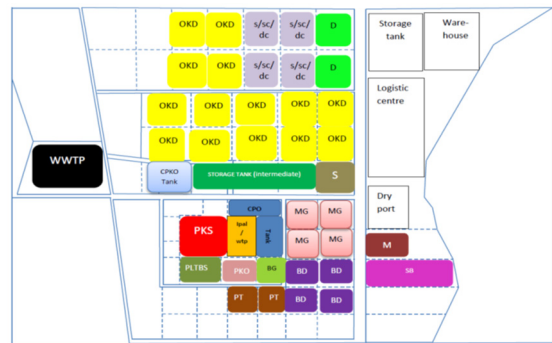 OKD OKD s/sc/dc s/sc/dc D
OKD OKD s/sc/dc s/sc/dc D
OKD OKD OKD OKD OKD
OKD OKD OKD OKD OKD
WWTP
CPKO Tank
STORAGE TANK (intermediate)
S
CPO
PKS
Ipal / wtp
Tank
MG MG
MG MG
PLTBS PKO BG BD BD
PT PT BD BD
Storage tank
Ware-house
Logistic centre
Dry port
M
SB